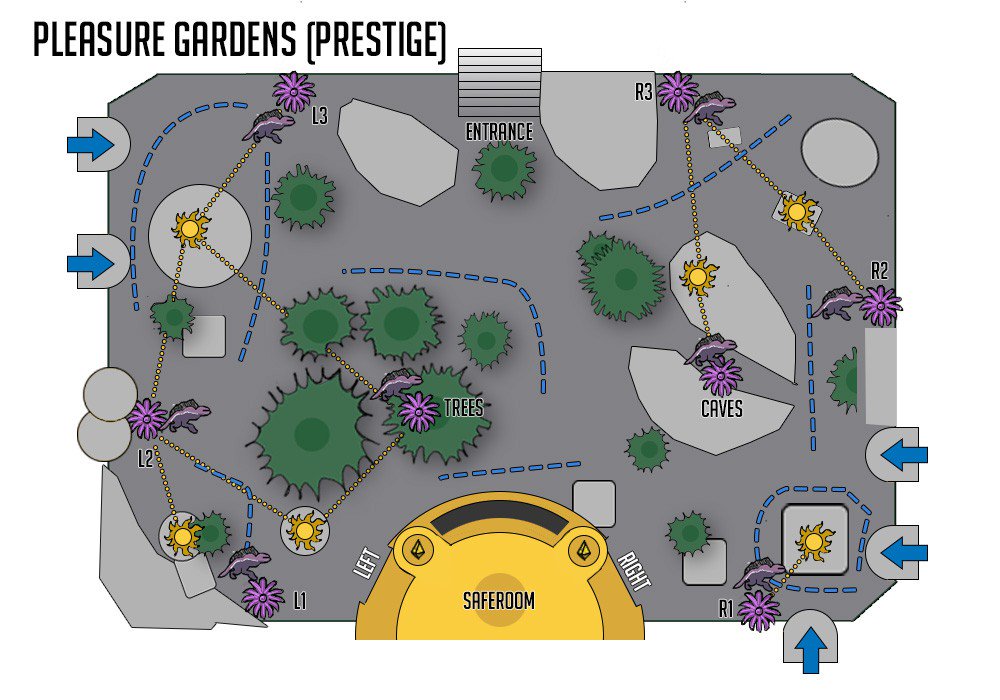 PLEASURE GARDENS (PRESTIGE)
R3
L3
ENTRANCE
R2
TREES
CAVES
L2
LEFT
RIGHT
SAFEROOM
L1
R1